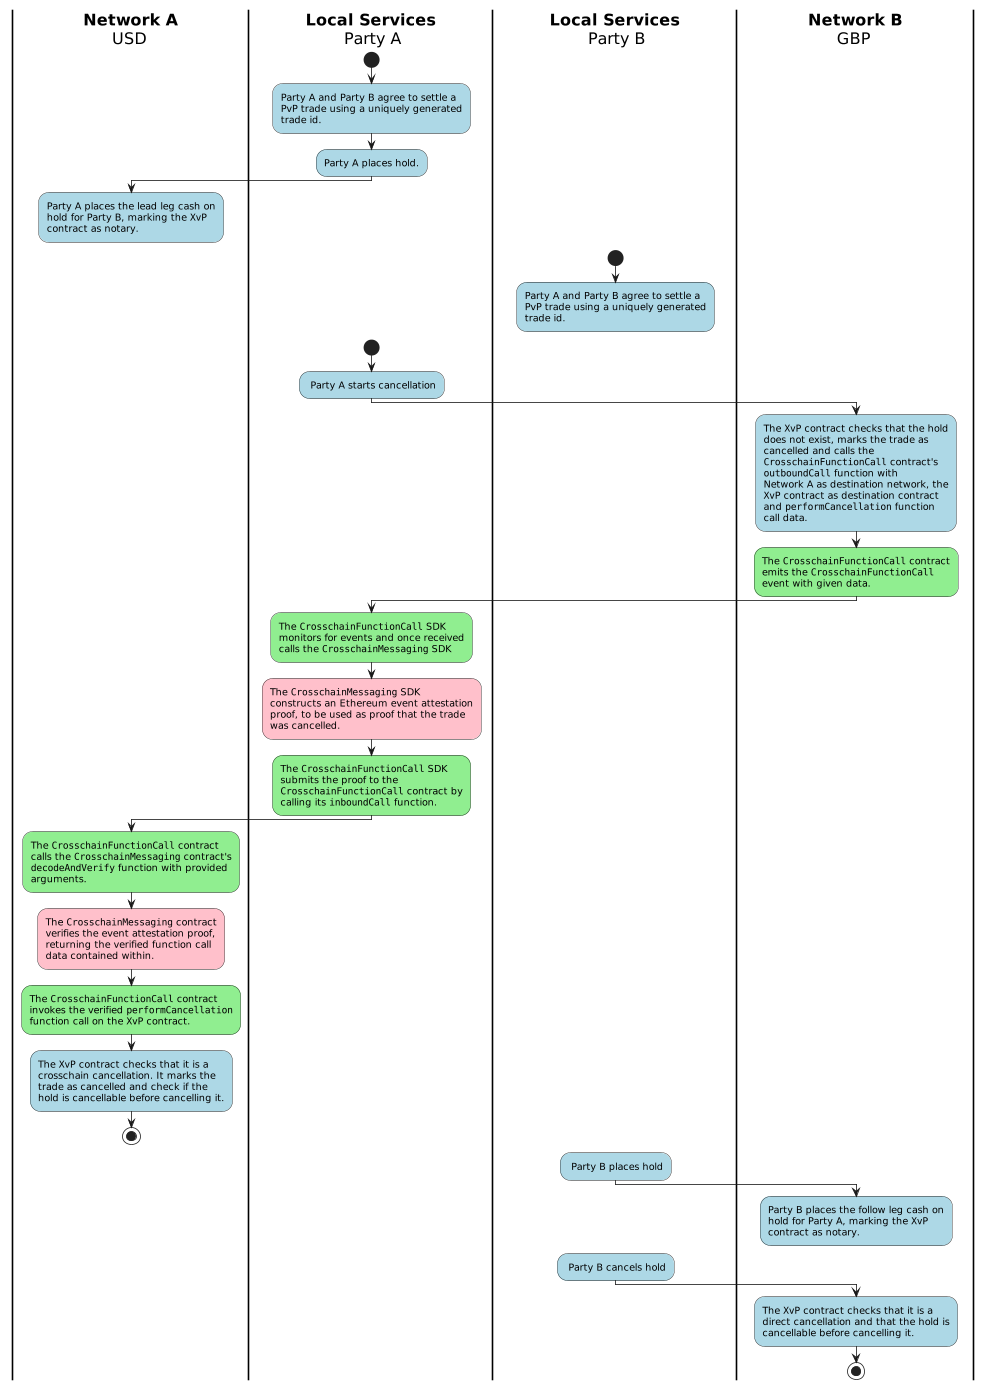 Network A
USD
Local Services
Party A
Local Services
Party B
Network B
GBP
Party A and Party B agree to settle a
PvP trade using a uniquely generated
trade id.
Party A places hold.
Party A places the lead leg cash on
hold for Party B, marking the XvP
contract as notary.
Party A and Party B agree to settle a
PvP trade using a uniquely generated
trade id.
Party A starts cancellation
The XvP contract checks that the hold
does not exist, marks the trade as
cancelled and calls the
CrosschainFunctionCall contract's
outboundCall function with
Network A as destination network, the
XvP contract as destination contract
and performCancellation function
call data.
The CrosschainFunctionCall contract
emits the CrosschainFunctionCall
event with given data.
The CrosschainFunctionCall SDK
monitors for events and once received
calls the CrosschainMessaging SDK
The CrosschainMessaging SDK
constructs an Ethereum event attestation
proof, to be used as proof that the trade
was cancelled.
The CrosschainFunctionCall SDK
submits the proof to the
CrosschainFunctionCall contract by
calling its inboundCall function.
The CrosschainFunctionCall contract
calls the CrosschainMessaging contract's
decodeAndVerify function with provided
arguments.
The CrosschainMessaging contract
verifies the event attestation proof,
returning the verified function call
data contained within.
The CrosschainFunctionCall contract
invokes the verified performCancellation
function call on the XvP contract.
The XvP contract checks that it is a
crosschain cancellation. It marks the
trade as cancelled and check if the
hold is cancellable before cancelling it.
Party B places hold
Party B places the follow leg cash on
hold for Party A, marking the XvP
contract as notary.
Party B cancels hold
The XvP contract checks that it is a
direct cancellation and that the hold is
cancellable before cancelling it.